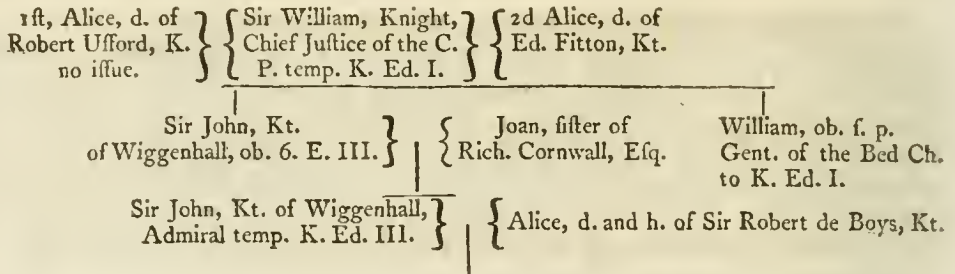 1ſt, Alice, d. of
Robert Ufford, K.
no iſſue.
Sir William, Knight,
Chief Juſtice of the C.
P. temp. K. Ed. I.
2d Alice, d. of
Ed. Fitton, Kt.
Sir John, Kt.
of Wiggenhall, ob. 6. E. III.
Joan, ſiſter of
Rich. Cornwall, Eſq.
William, ob. ſ. p.
Gent. of the Bed Ch.
to K. Ed. I.
Sir John, Kt. of Wiggenhall,
Admiral temp. K. Ed. III.
Alice, d. and h. of Sir Robert de Boys, Kt.